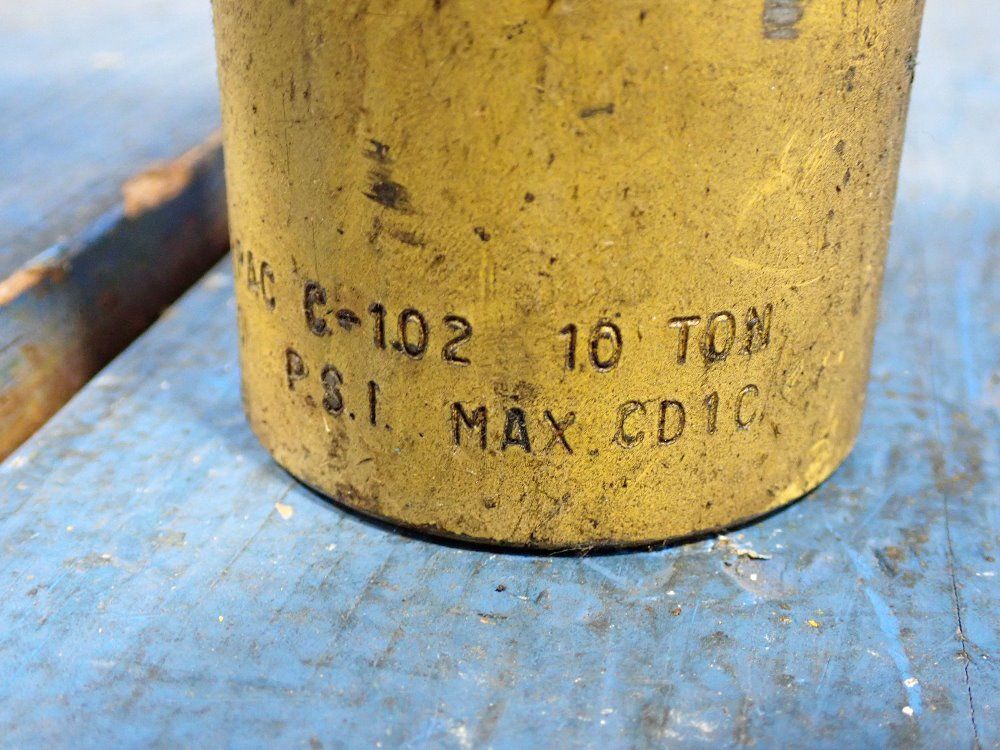 C-102 10 TON
P.S.I. MAX CD1C